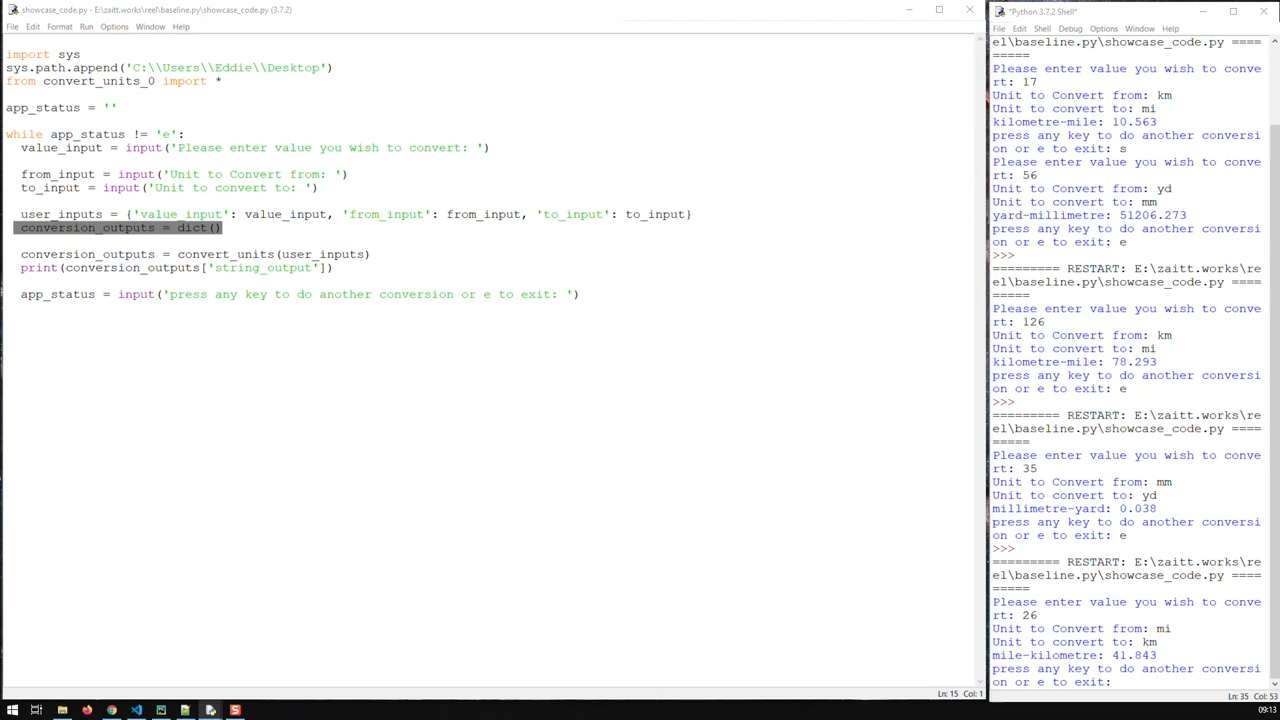 showcase_code.py - E:\zaitt.works\reel\baseline.py\showcase_code.py (3.7.2)
File Edit Format Run Options Window Help
import sys
sys.path.append('C:\\Users\\Eddie\\Desktop')
from convert_units_0 import *
app_status = ''
while app_status != 'e':
value_input = input('Please enter value you wish to convert: ')
from_input = input('Unit to Convert from: ')
to_input = input('Unit to convert to: ')
user_inputs = {'value_input': value_input, 'from_input': from_input, 'to_input': to_input}
conversion_outputs = dict()
conversion_outputs = convert_units(user_inputs)
print(conversion_outputs['string_output'])
app_status = input('press any key to do another conversion or e to exit: ')
Ln: 15 Col: 1
*Python 3.7.2 Shell*
File Edit Shell Debug Options Window Help
el\baseline.py\showcase_code.py ====
=====
Please enter value you wish to conve
rt: 17
Unit to Convert from: km
Unit to convert to: mi
kilometre-mile: 10.563
press any key to do another conversi
on or e to exit: s
Please enter value you wish to conve
rt: 56
Unit to Convert from: yd
Unit to convert to: mm
yard-millimetre: 51206.273
press any key to do another conversi
on or e to exit: e
>>>
========= RESTART: E:\zaitt.works\re
el\baseline.py\showcase_code.py ====
=====
Please enter value you wish to conve
rt: 126
Unit to Convert from: km
Unit to convert to: mi
kilometre-mile: 78.293
press any key to do another conversi
on or e to exit: e
>>>
========= RESTART: E:\zaitt.works\re
el\baseline.py\showcase_code.py ====
=====
Please enter value you wish to conve
rt: 35
Unit to Convert from: mm
Unit to convert to: yd
millimetre-yard: 0.038
press any key to do another conversi
on or e to exit: e
>>>
========= RESTART: E:\zaitt.works\re
el\baseline.py\showcase_code.py ====
=====
Please enter value you wish to conve
rt: 26
Unit to Convert from: mi
Unit to convert to: km
mile-kilometre: 41.843
press any key to do another conversi
on or e to exit:
Ln: 35 Col: 53
09:13